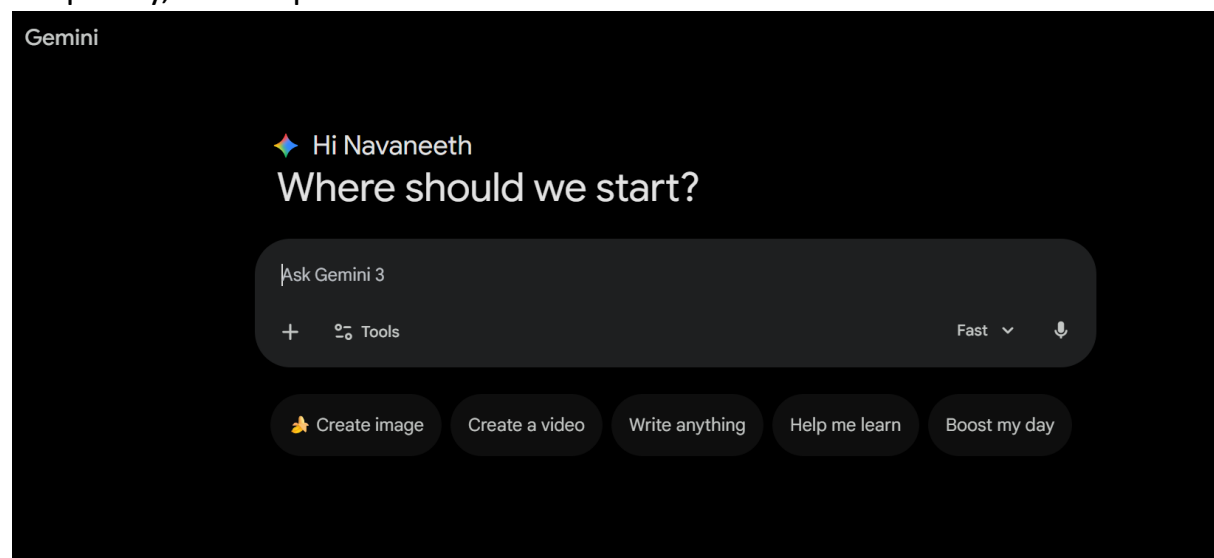 Gemini
Hi Navaneeth
Where should we start?
Ask Gemini 3
Tools
Fast
Create image
Create a video
Write anything
Help me learn
Boost my day